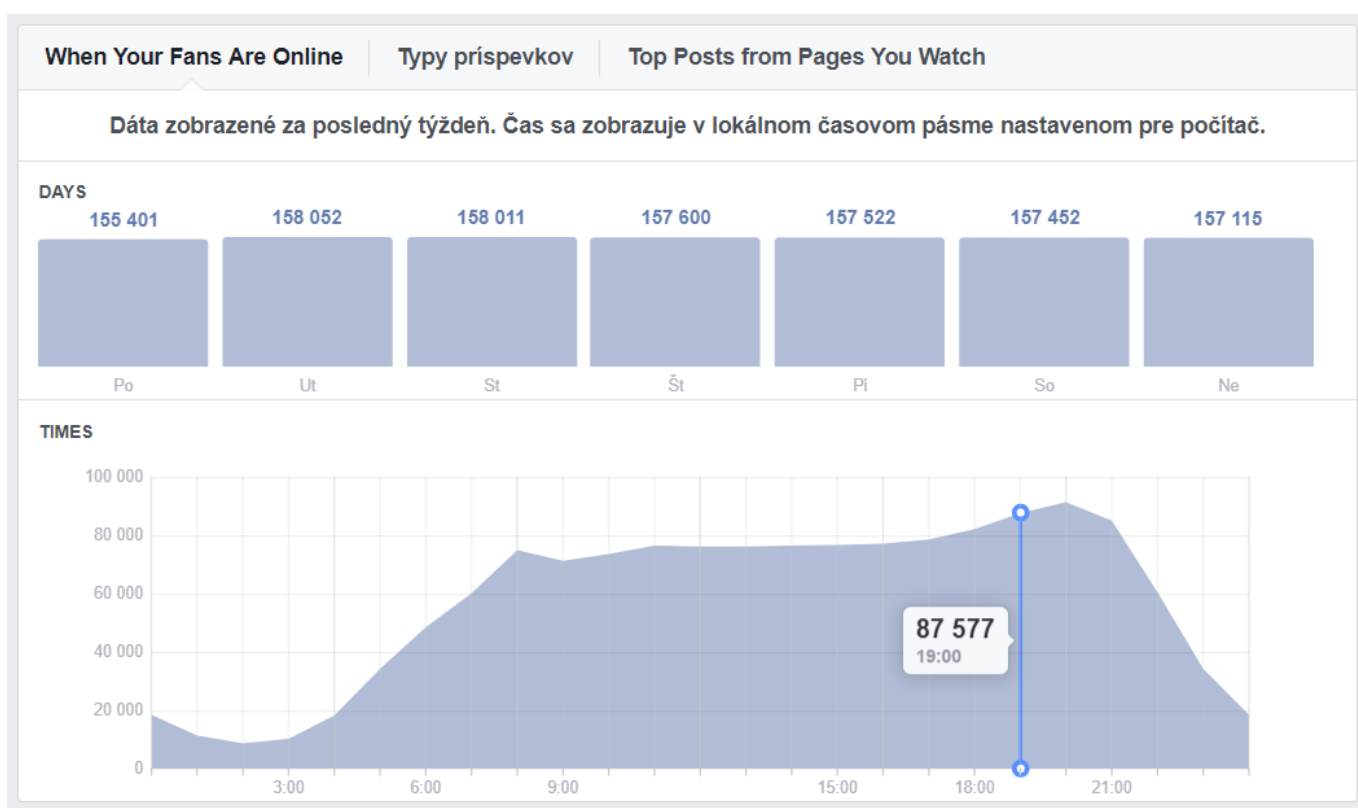 When Your Fans Are Online Typy príspevkov Top Posts from Pages You Watch
Dáta zobrazené za posledný týždeň. Čas sa zobrazuje v lokálnom časovom pásme nastavenom pre počítač.
DAYS
155 401 158 052 158 011 157 600 157 522 157 452 157 115
Po Ut St Št Pi So Ne
TIMES
100 000
80 000
60 000
40 000
20 000
0
87 577
19:00
3:00 6:00 9:00 15:00 18:00 21:00